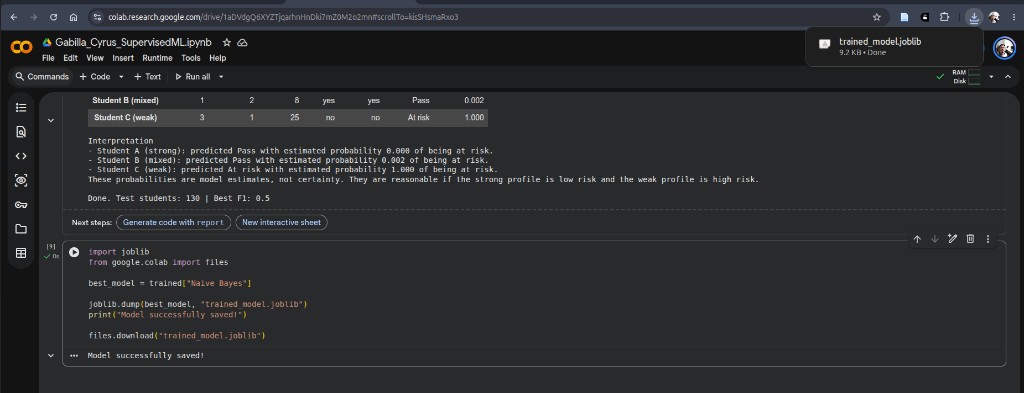 colab.research.google.com/drive/1aDVdgQ6XYZTjqarhnHnDki7mZ0M2o2mn#scrollTo=kisSHsmaRxo3
Gabilla_Cyrus_SupervisedML.ipynb
File Edit View Insert Runtime Tools Help
trained_model.joblib
9.2 KB • Done
Commands + Code + Text Run all
RAM
Disk
Student B (mixed) 1 2 8 yes yes Pass 0.002
Student C (weak) 3 1 25 no no At risk 1.000
Interpretation
- Student A (strong): predicted Pass with estimated probability 0.000 of being at risk.
- Student B (mixed): predicted Pass with estimated probability 0.002 of being at risk.
- Student C (weak): predicted At risk with estimated probability 1.000 of being at risk.
These probabilities are model estimates, not certainty. They are reasonable if the strong profile is low risk and the weak profile is high risk.
Done. Test students: 130 | Best F1: 0.5
Next steps: Generate code with report New interactive sheet
[9]
0s
import joblib
from google.colab import files
best_model = trained["Naive Bayes"]
joblib.dump(best_model, "trained_model.joblib")
print("Model successfully saved!")
files.download("trained_model.joblib")
Model successfully saved!